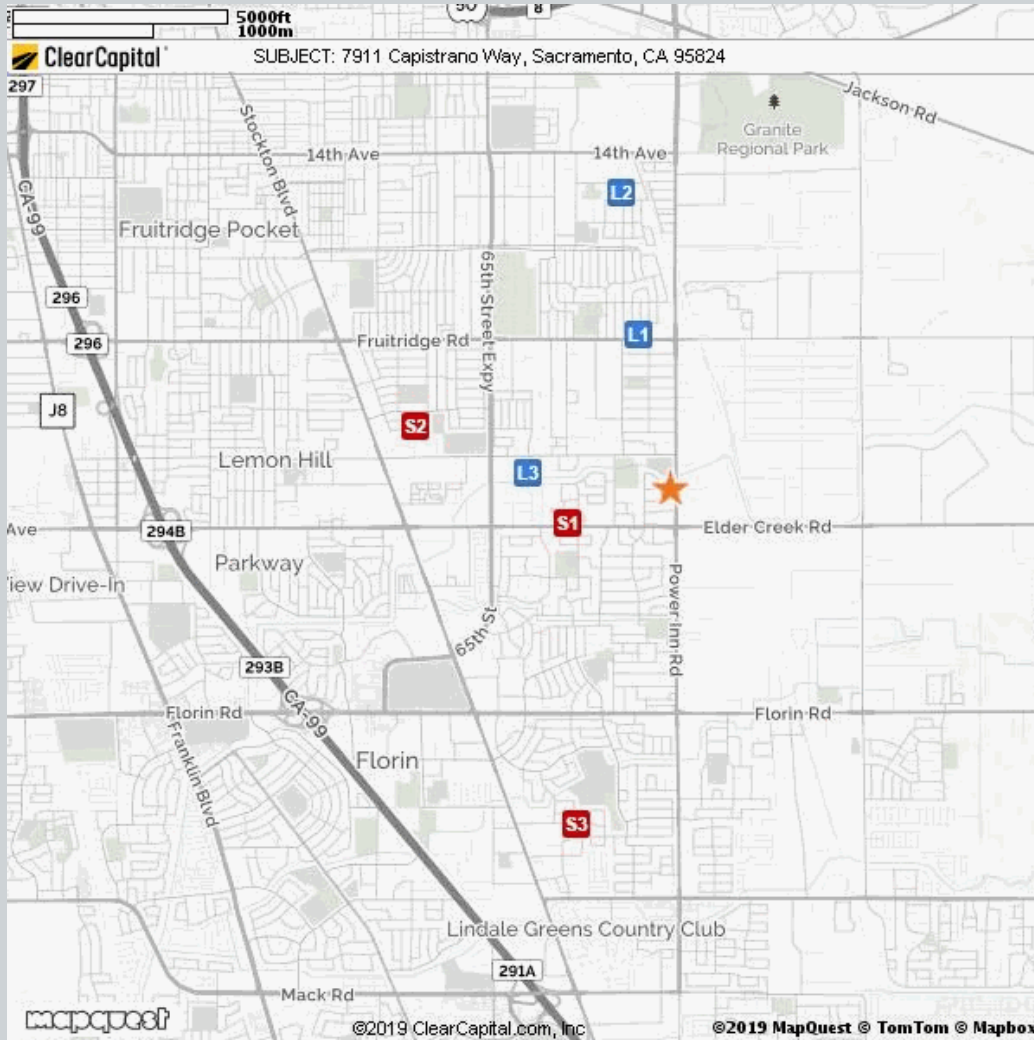 5000ft
1000m
50
8
ClearCapital
SUBJECT: 7911 Capistrano Way, Sacramento, CA 95824
297
Jackson Rd
Granite
Regional Park
Stockton Blvd
14th Ave
14th Ave
CA-99
L2
Fruitridge Pocket
65th Street Expy
296
296
Fruitridge Rd
L1
J8
S2
Lemon Hill
L3
S1
Ave
294B
Elder Creek Rd
Parkway
View Drive-In
Power Inn Rd
65th St
293B
CA-99
Florin Rd
Florin Rd
Franklin Blvd
Florin
S3
Lindale Greens Country Club
291A
Mack Rd
mapquest
©2019 ClearCapital.com, Inc
©2019 MapQuest © TomTom © Mapbox